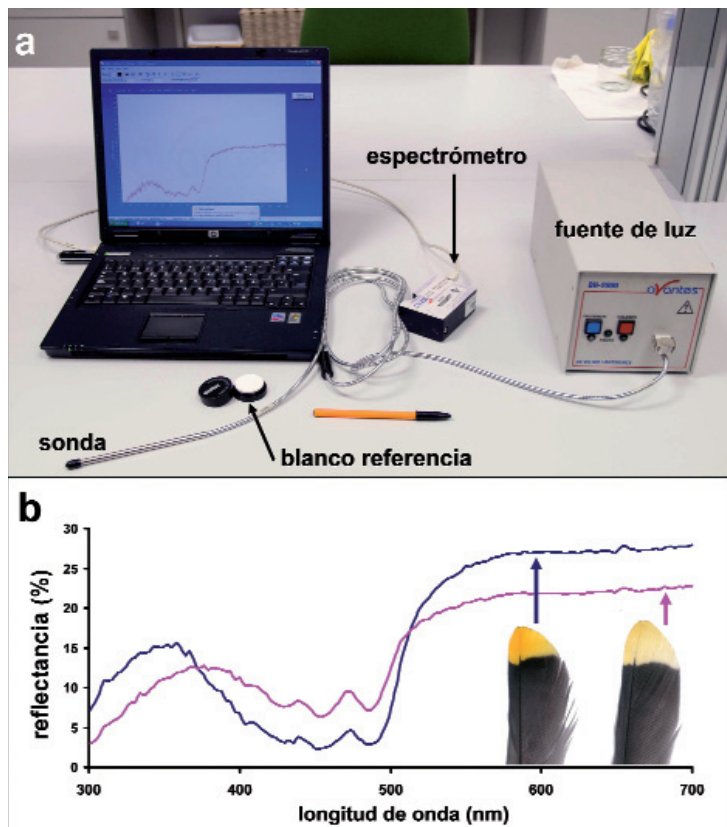 a
espectrómetro
fuente de luz
avantes
sonda
blanco referencia
b
reflectancia (%)
30
25
20
15
10
5
0
300
400
500
600
700
longitud de onda (nm)